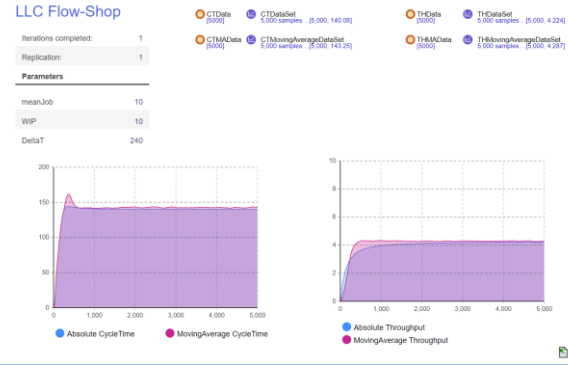 LLC Flow-Shop
Iterations completed: 1
Replication: 1
Parameters
meanJob 10
WIP 10
DeltaT 240
CTData
[5000]
CTDataSet
5,000 samples...[5,000, 140.08]
CTMAData
[5000]
CTMovingAverageDataSet
5,000 samples...[5,000, 143.25]
THData
[5000]
THDataSet
5,000 samples...[5,000, 4.224]
THMAData
[5000]
THMovingAverageDataSet
5,000 samples...[5,000, 4.287]
200
150
100
50
0
0 1,000 2,000 3,000 4,000 5,000
Absolute CycleTime MovingAverage CycleTime
10
8
6
4
2
0
0 1,000 2,000 3,000 4,000 5,000
Absolute Throughput
MovingAverage Throughput